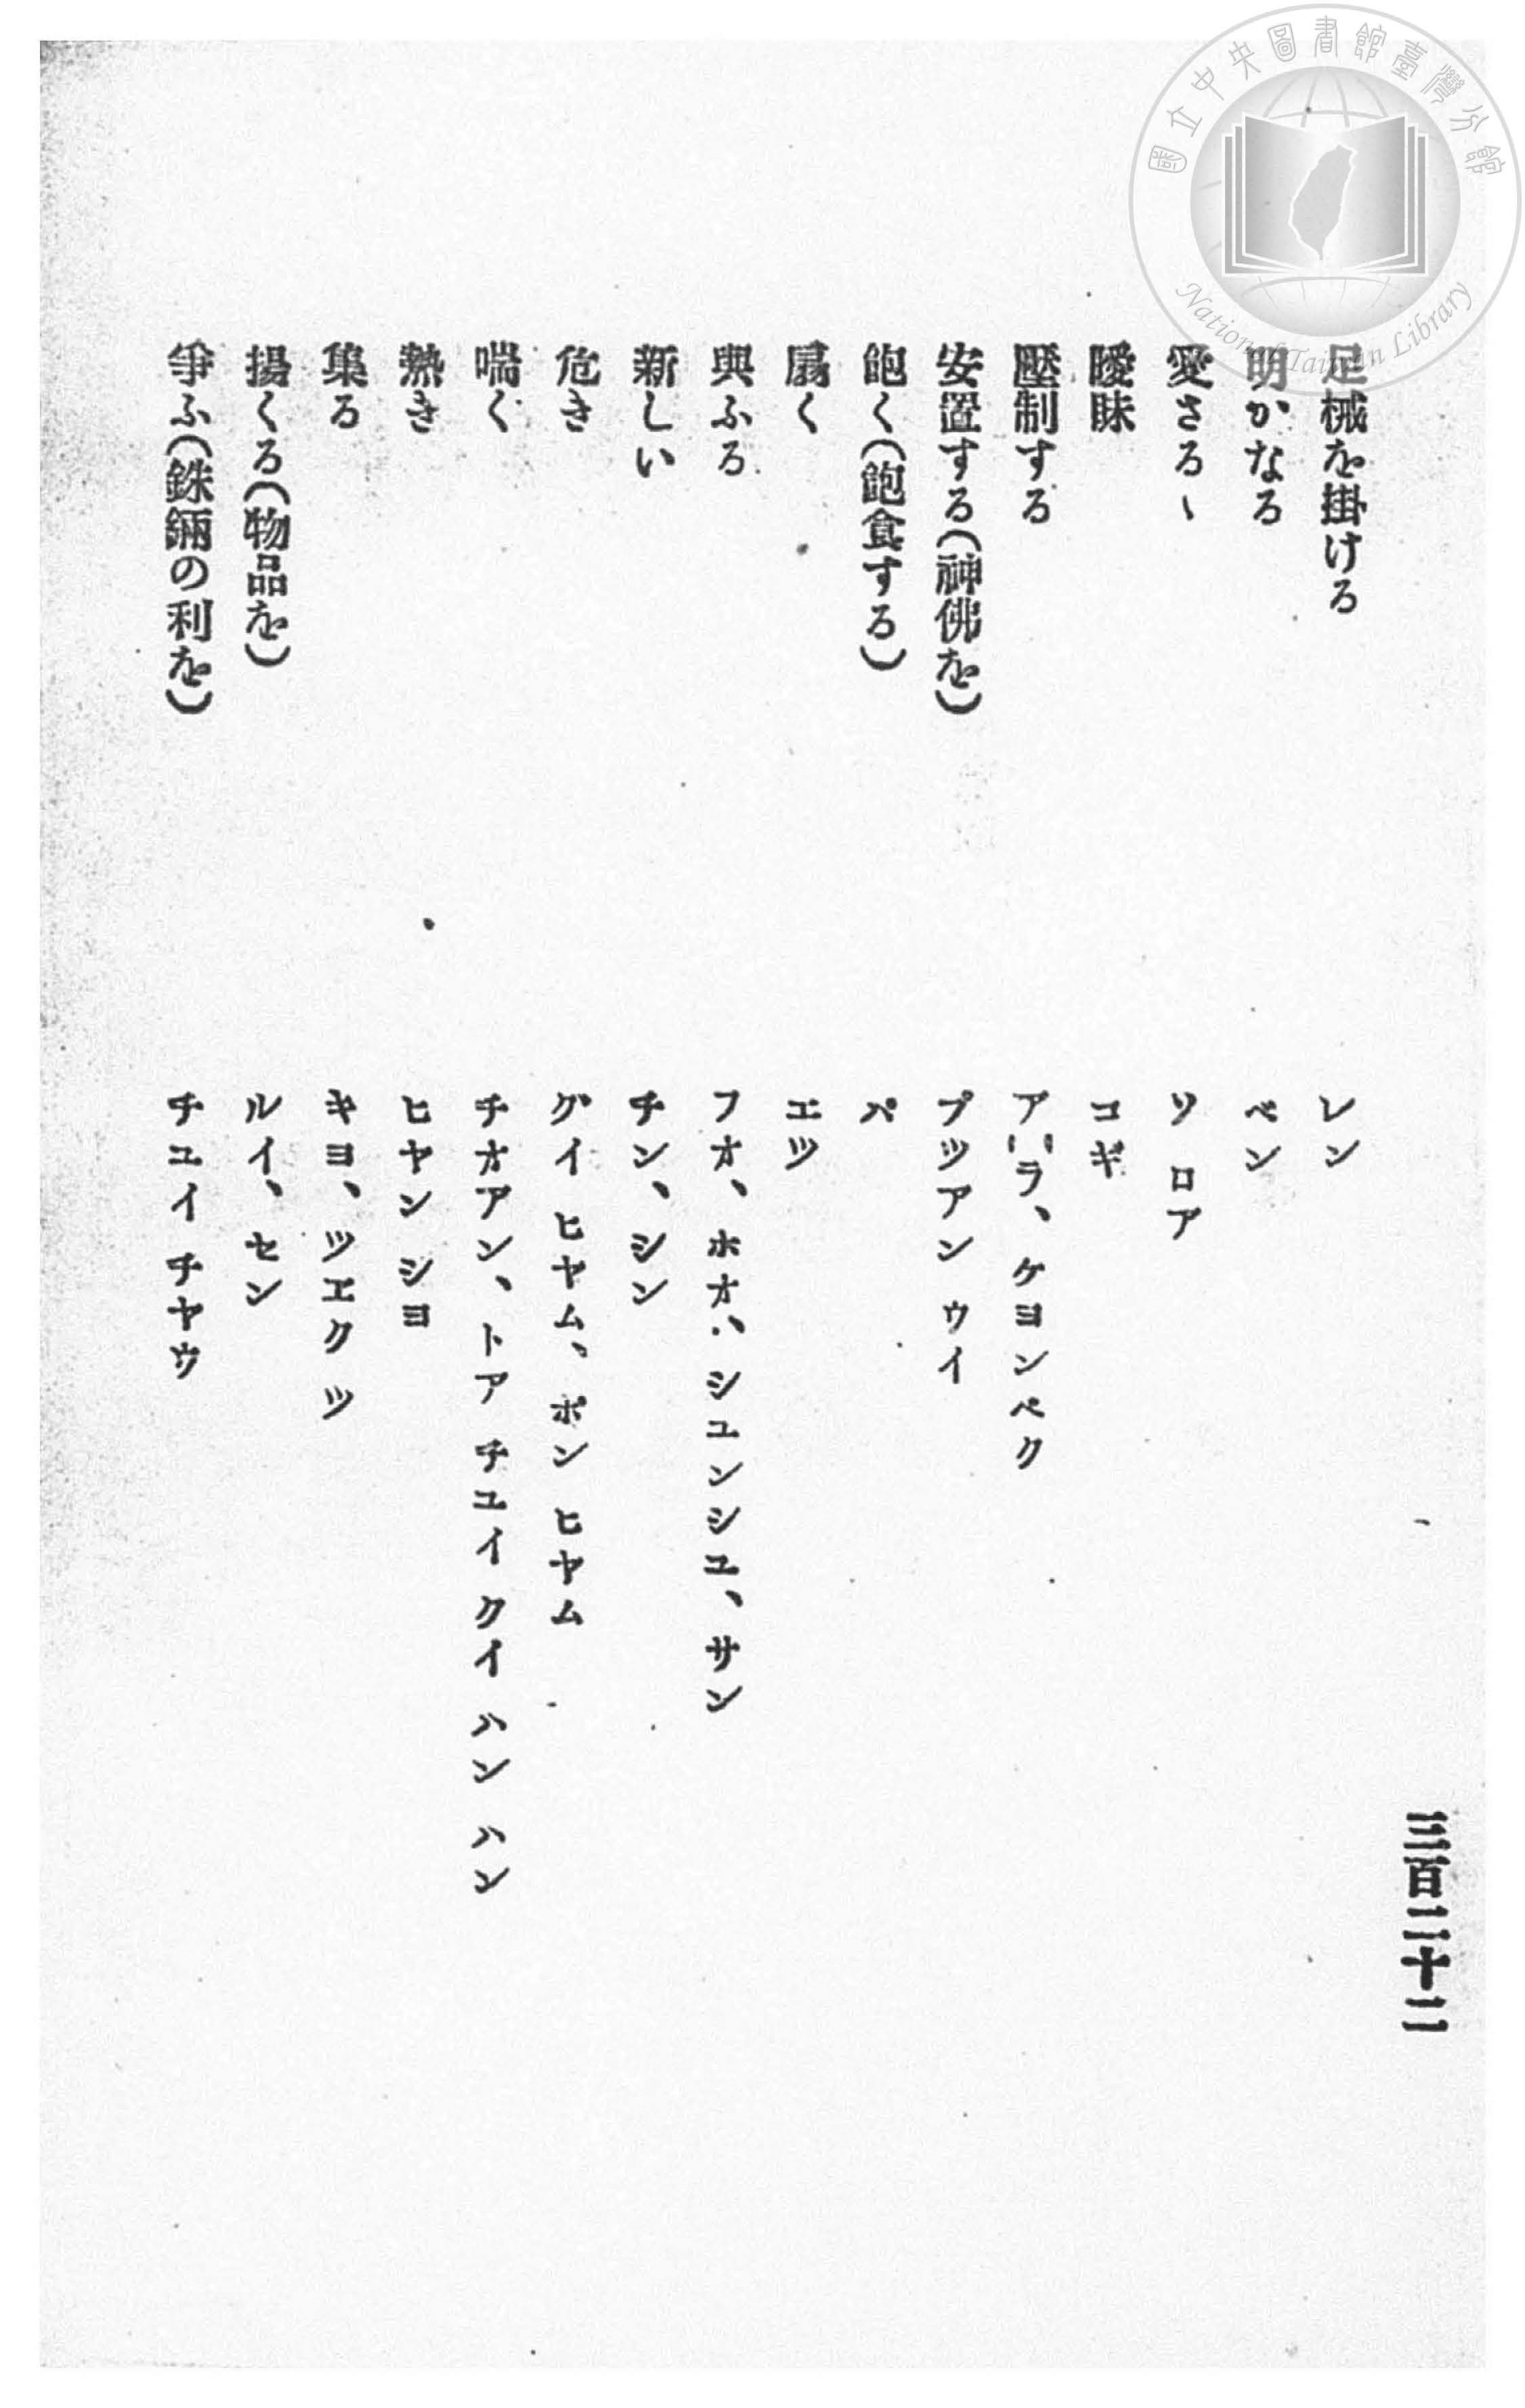 國立中央圖書館臺灣分館
National Taiwan Library
三百二十二
足械を掛ける　レン
明かなる　ベン
愛さるゝ　ソ ロア
曖昧　コギ
壓制する　アラ、ケヨンペク
安置する(神佛を)　プツアン ウイ
飽く(飽食する)　パ
扇く　エツ
與ふる　フオ、ホオ、シユンシユ、サン
新しい　チン、シン
危き　グイ ヒヤム、ポン ヒヤム
喘ぐ　チオアン、トア チユイ クイ ハン ハン
熱き　ヒヤン シヨ
集る　キヨ、ツエク ツ
揚くる(物品を)　ルイ、セン
爭ふ(銖鎘の利を)　チユイ チヤウ